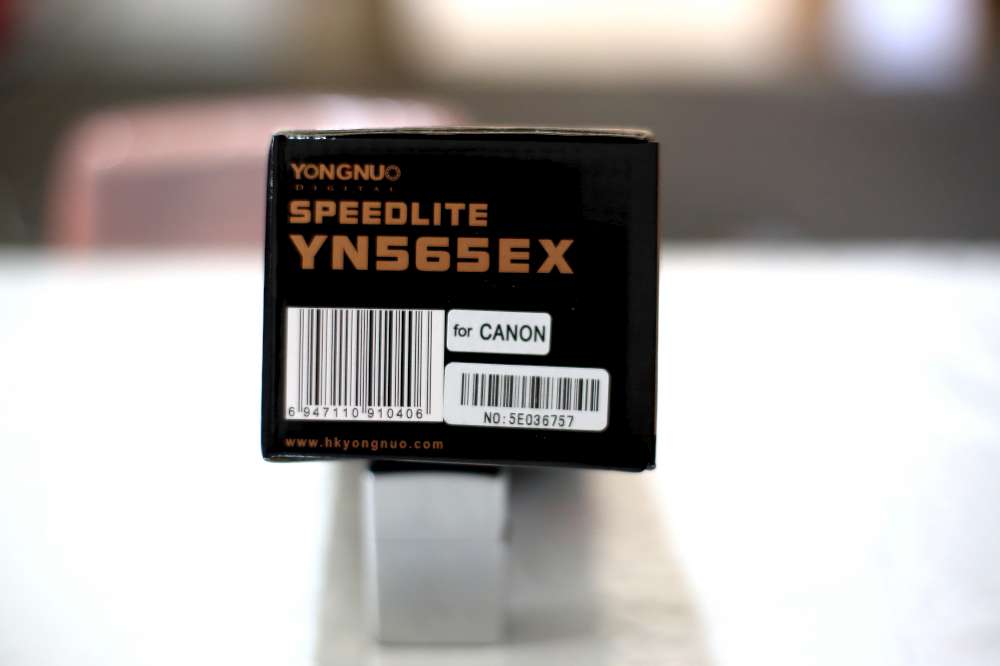 YONGNUO
DIGITAL
SPEEDLITE
YN565EX
for CANON
6 947110 910406
NO:5E036757
www.hkyongnuo.com